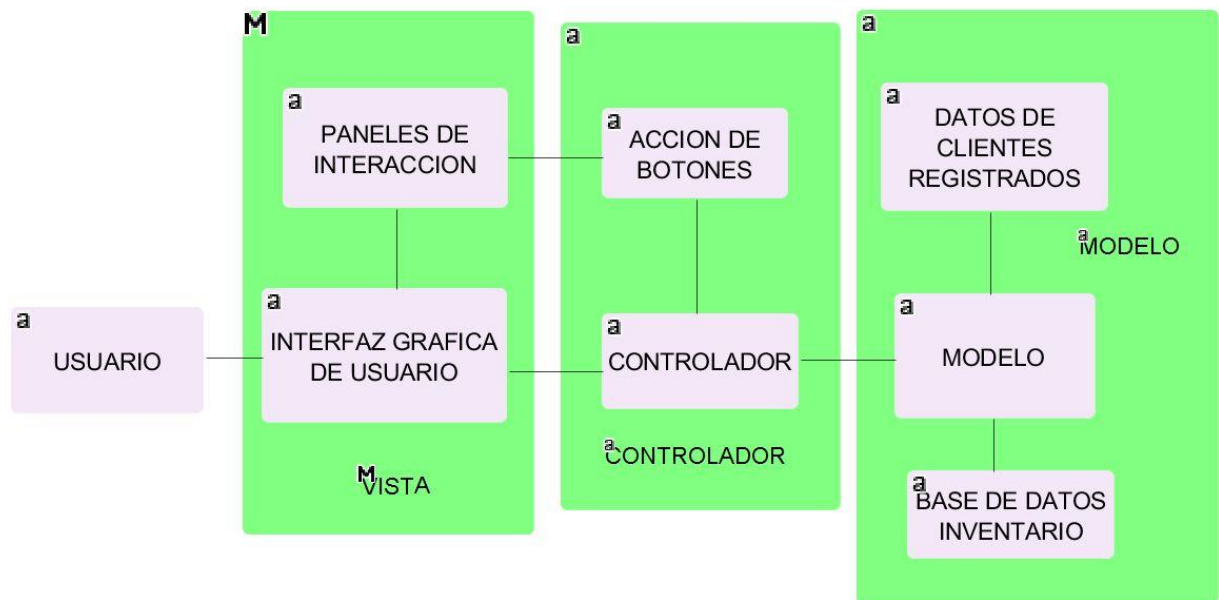 M
a
PANELES DE
INTERACCION
a
INTERFAZ GRAFICA
DE USUARIO
M
VISTA
a
USUARIO
a
a
ACCION DE
BOTONES
a
CONTROLADOR
a
CONTROLADOR
a
a
DATOS DE
CLIENTES
REGISTRADOS
a
MODELO
a
MODELO
a
BASE DE DATOS
INVENTARIO